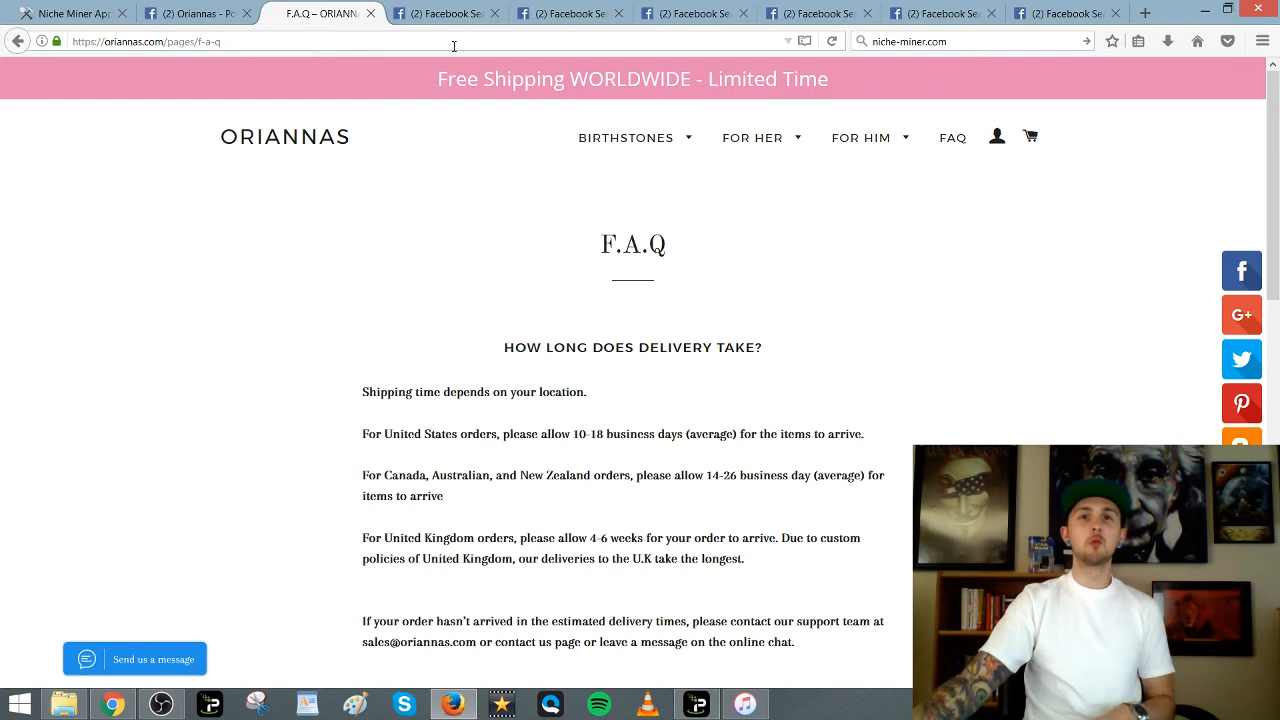 Niche Miner App
(2) Oriannas - Po
F.A.Q – ORIANN
(2) Facebook Sea
(2) Facebook Sea
(2) Facebook Sea
(2) Facebook Sea
(2) Facebook Sea
(2) Facebook Sea
https://oriannas.com/pages/f-a-q
niche-miner.com
Free Shipping WORLDWIDE - Limited Time
ORIANNAS
BIRTHSTONES
FOR HER
FOR HIM
FAQ
F.A.Q
HOW LONG DOES DELIVERY TAKE?
Shipping time depends on your location.
For United States orders, please allow 10-18 business days (average) for the items to arrive.
For Canada, Australian, and New Zealand orders, please allow 14-26 business day (average) for
items to arrive
For United Kingdom orders, please allow 4-6 weeks for your order to arrive. Due to custom
policies of United Kingdom, our deliveries to the U.K take the longest.
If your order hasn't arrived in the estimated delivery times, please contact our support team at
sales@oriannas.com or contact us page or leave a message on the online chat.
Send us a message